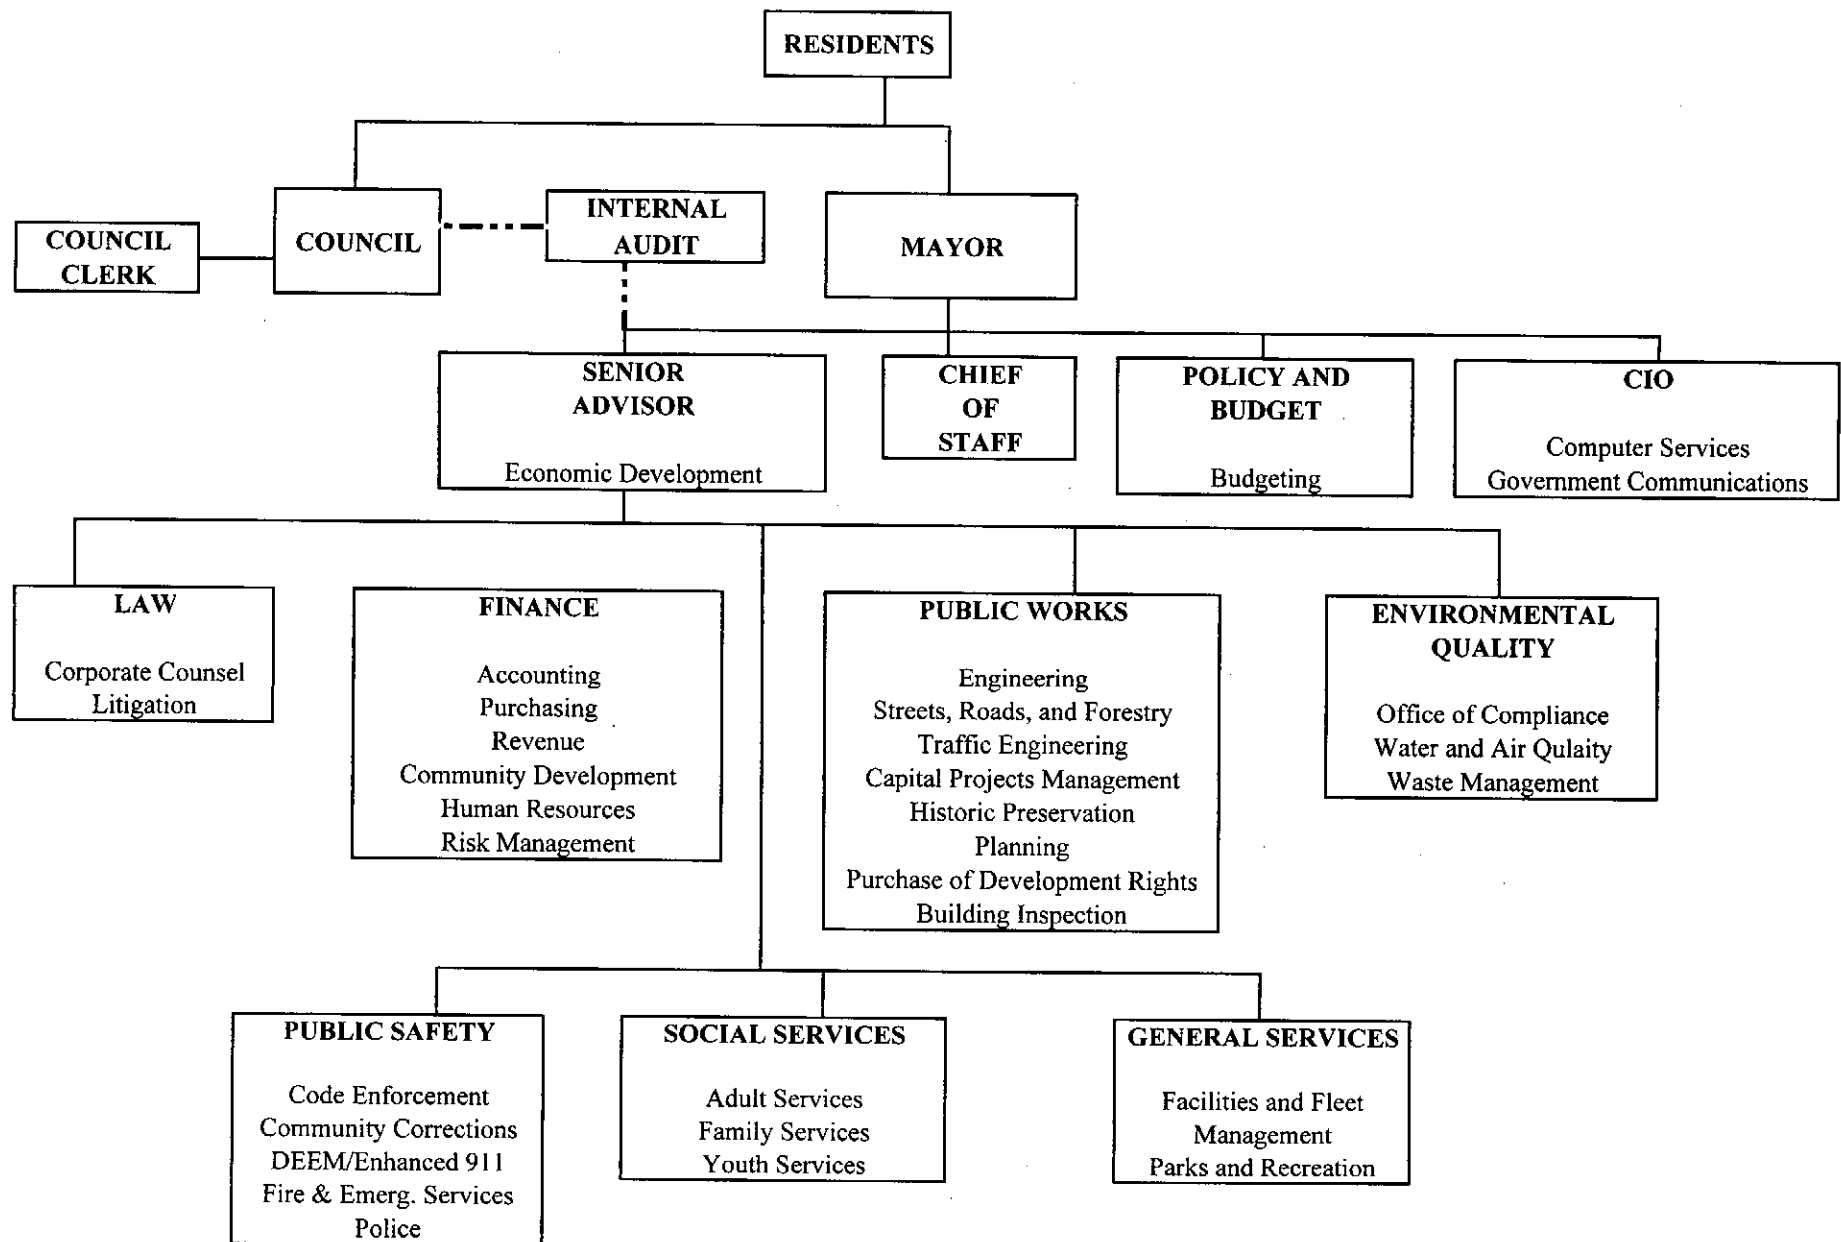 RESIDENTS
COUNCIL
CLERK
COUNCIL
INTERNAL
AUDIT
MAYOR
SENIOR
ADVISOR
Economic Development
CHIEF
OF
STAFF
POLICY AND
BUDGET
Budgeting
CIO
Computer Services
Government Communications
LAW
Corporate Counsel
Litigation
FINANCE
Accounting
Purchasing
Revenue
Community Development
Human Resources
Risk Management
PUBLIC WORKS
Engineering
Streets, Roads, and Forestry
Traffic Engineering
Capital Projects Management
Historic Preservation
Planning
Purchase of Development Rights
Building Inspection
ENVIRONMENTAL
QUALITY
Office of Compliance
Water and Air Qulaity
Waste Management
PUBLIC SAFETY
Code Enforcement
Community Corrections
DEEM/Enhanced 911
Fire & Emerg. Services
Police
SOCIAL SERVICES
Adult Services
Family Services
Youth Services
GENERAL SERVICES
Facilities and Fleet
Management
Parks and Recreation